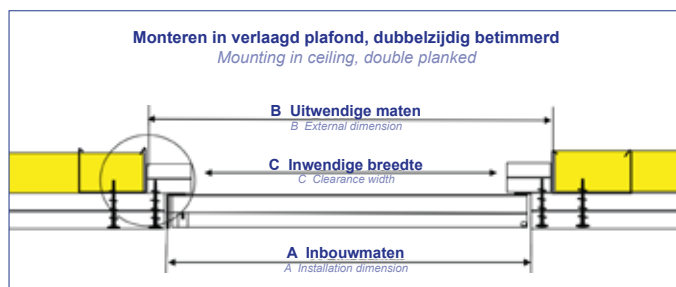 Monteren in verlaagd plafond, dubbelzijdig betimmerd
Mounting in ceiling, double planked
B Uitwendige maten
B External dimension
C Inwendige breedte
C Clearance width
A Inbouwmaten
A Installation dimension